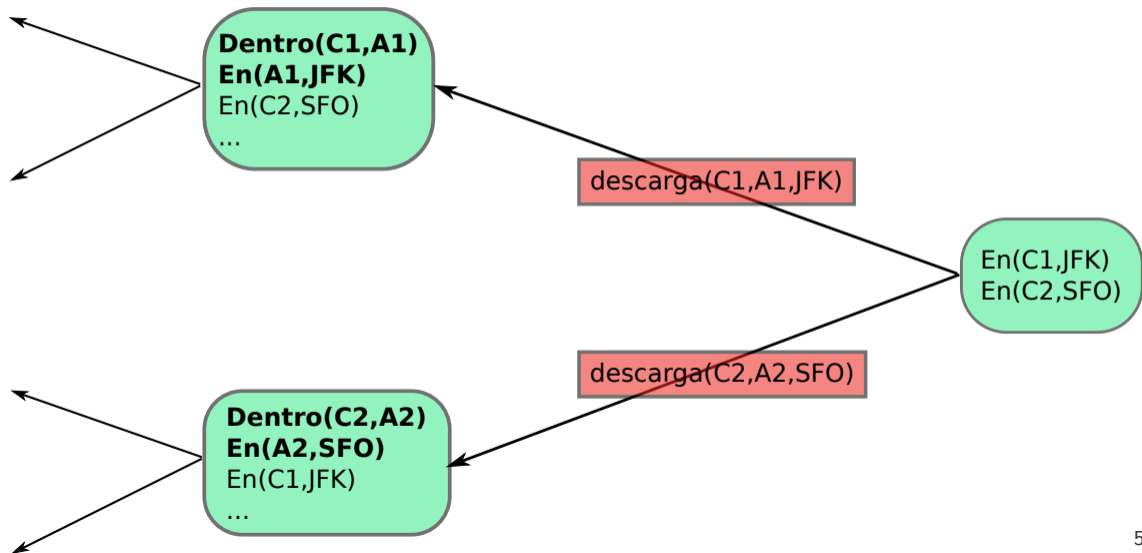 Dentro(C1,A1)
En(A1,JFK)
En(C2,SFO)
...
descarga(C1,A1,JFK)
En(C1,JFK)
En(C2,SFO)
descarga(C2,A2,SFO)
Dentro(C2,A2)
En(A2,SFO)
En(C1,JFK)
...
5